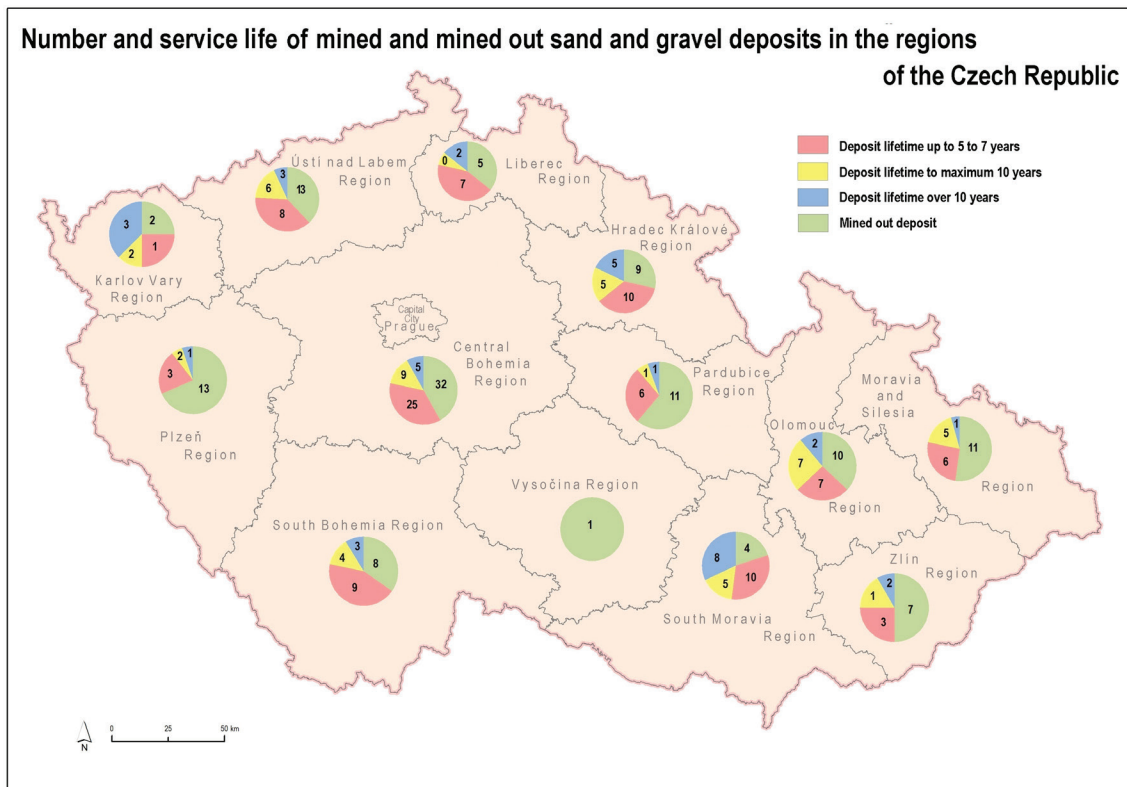 Number and service life of mined and mined out sand and gravel deposits in the regions
of the Czech Republic
Deposit lifetime up to 5 to 7 years
Deposit lifetime to maximum 10 years
Deposit lifetime over 10 years
Mined out deposit
Ústi nad Labem
Region
3
6
13
8
Liberec
Region
2
0
5
7
Karlov Vary
Region
3
2
2
1
Hradec Králové
Region
5
9
5
10
Capital
City
Prague
Central
Bohemia
Region
5
9
32
25
Plzeň
Region
1
2
3
13
Pardubice
Region
1
1
6
11
Moravia
and
Silesia
Region
1
5
11
6
Olomouc
Region
2
10
7
7
Vysočina Region
1
South Bohemia Region
3
4
8
9
South Moravia
Region
8
4
5
10
Zlín
Region
2
1
7
3
N
0
25
50 km